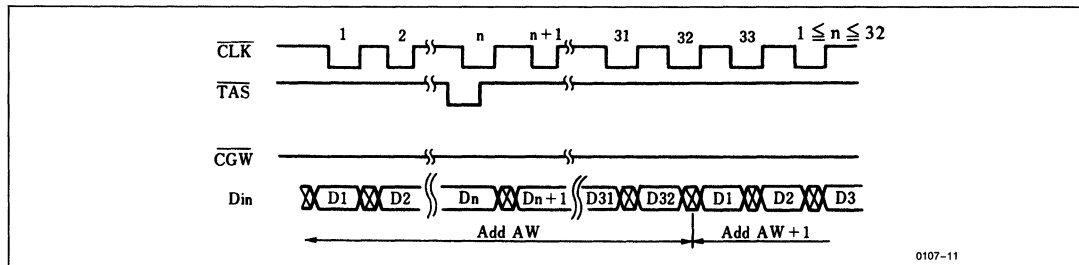 1 2 n n+1 31 32 33 1 ≦ n ≦ 32
CLK
TAS
CGW
Din D1 D2 Dn Dn+1 D31 D32 D1 D2 D3
Add AW Add AW+1
0107-11